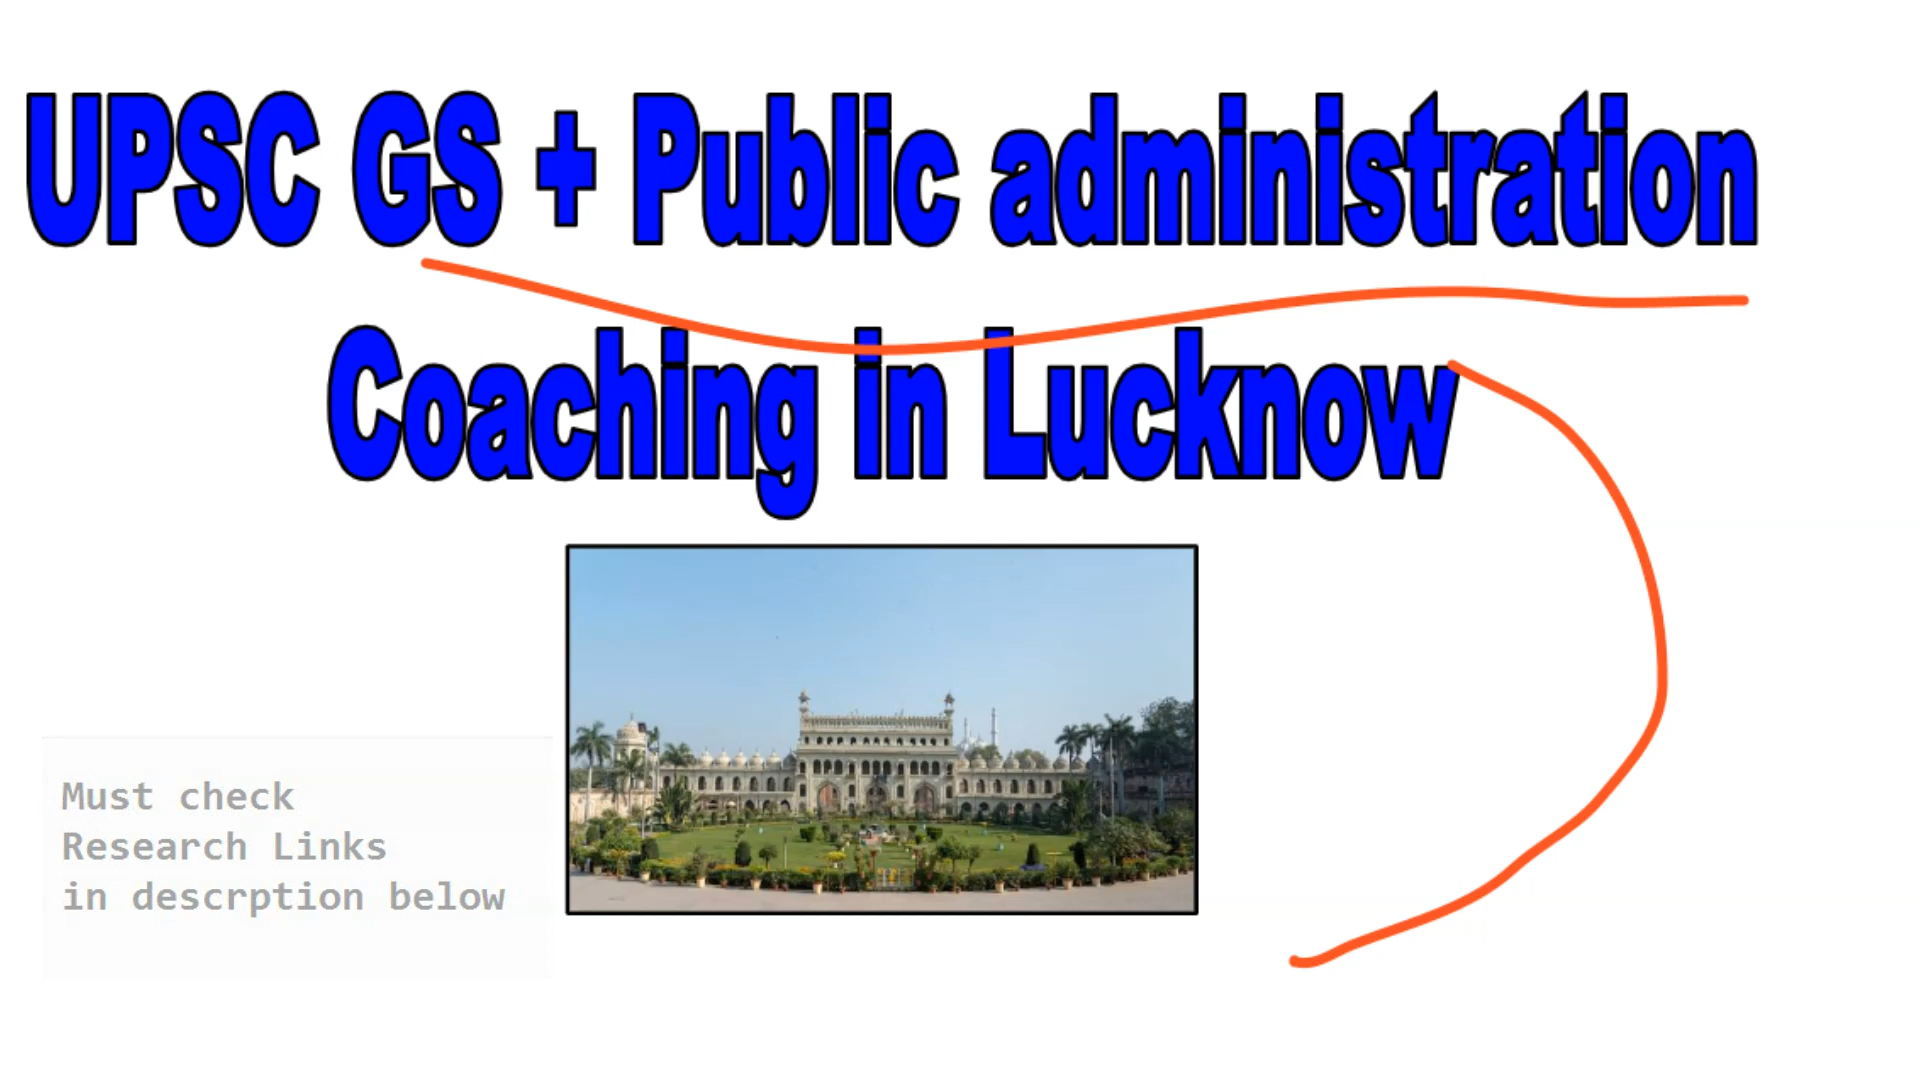 UPSC GS + Public administration
Coaching in Lucknow
Must check
Research Links
in descrption below